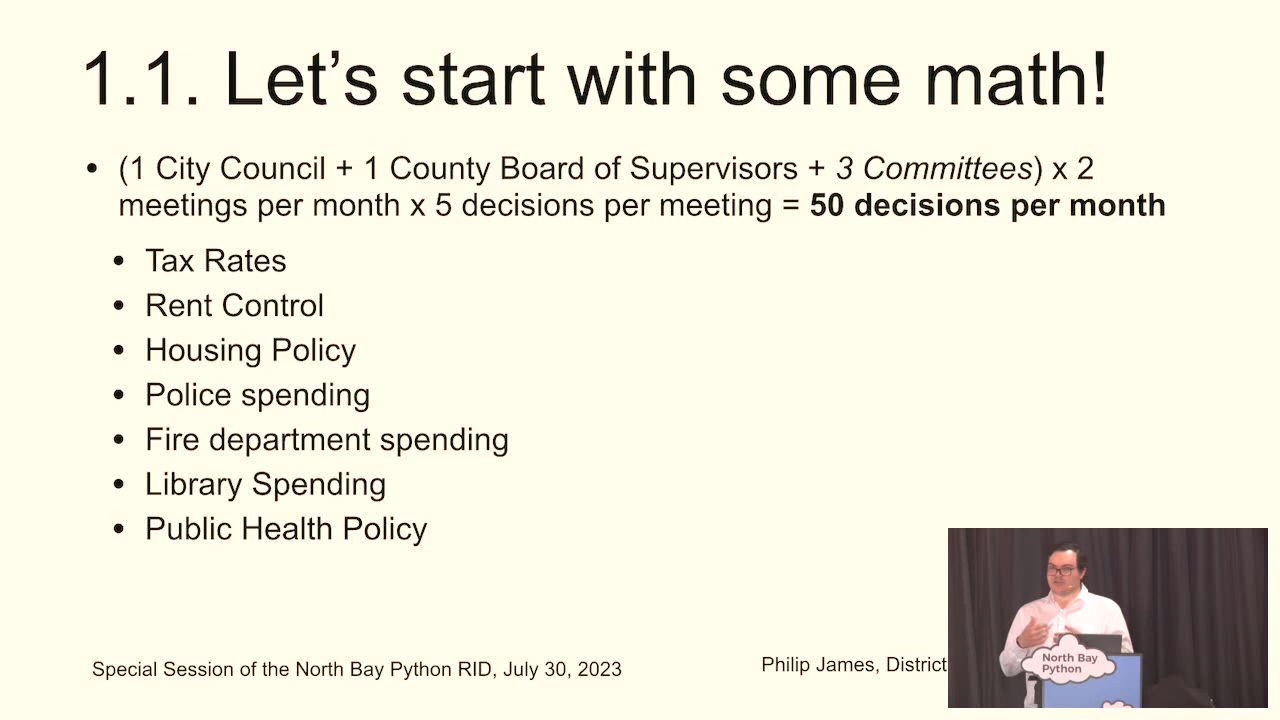 1.1. Let’s start with some math!
• (1 City Council + 1 County Board of Supervisors + 3 Committees) x 2
meetings per month x 5 decisions per meeting = 50 decisions per month
• Tax Rates
• Rent Control
• Housing Policy
• Police spending
• Fire department spending
• Library Spending
• Public Health Policy
Special Session of the North Bay Python RID, July 30, 2023
Philip James, District
North Bay
Python